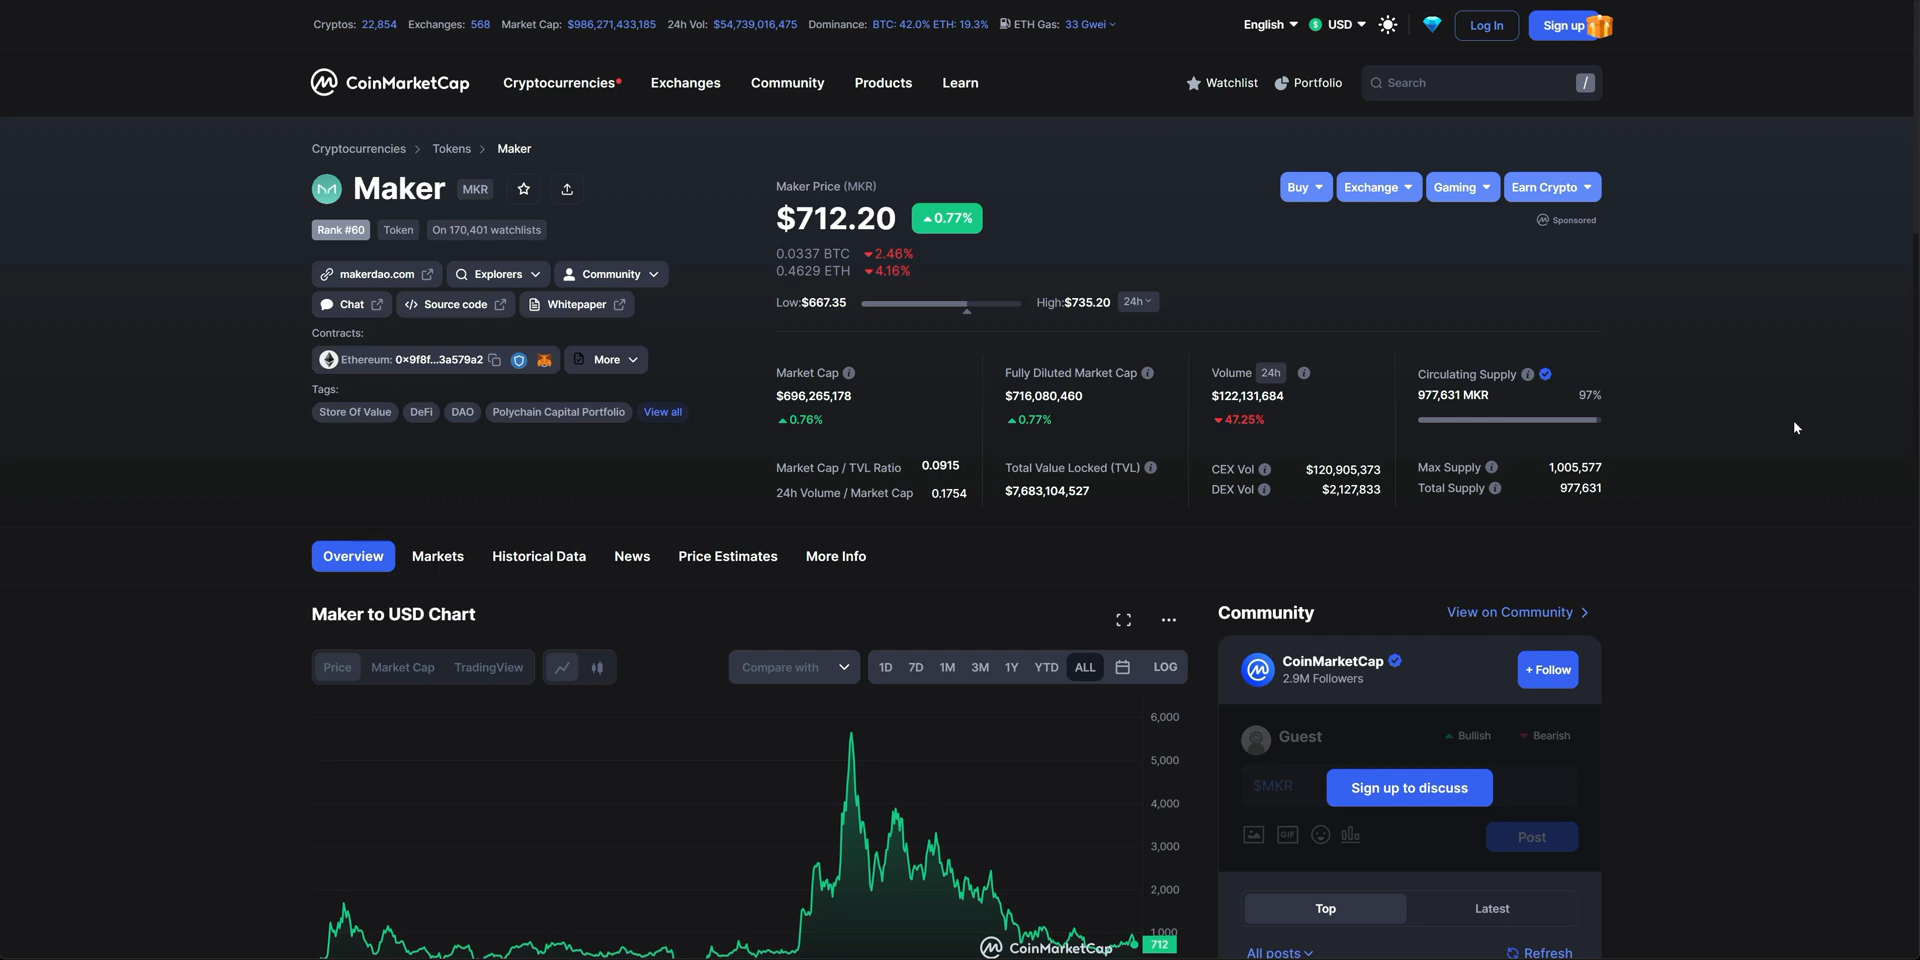 Cryptos: 22,854 Exchanges: 568 Market Cap: $986,271,433,185 24h Vol: $54,739,016,475 Dominance: BTC: 42.0% ETH: 19.3% ETH Gas: 33 Gwei
English USD Log In Sign up
CoinMarketCap Cryptocurrencies Exchanges Community Products Learn Watchlist Portfolio Search /
Cryptocurrencies > Tokens > Maker
Maker MKR
Rank #60 Token On 170,401 watchlists
makerdao.com Explorers Community
Chat Source code Whitepaper
Contracts:
Ethereum: 0x9f8f...3a579a2 More
Tags:
Store Of Value DeFi DAO Polychain Capital Portfolio View all
Maker Price (MKR)
$712.20 0.77%
0.0337 BTC 2.46%
0.4629 ETH 4.16%
Low:$667.35 High:$735.20 24h
Buy Exchange Gaming Earn Crypto
Sponsored
Market Cap
$696,265,178
0.76%
Market Cap / TVL Ratio 0.0915
24h Volume / Market Cap 0.1754
Fully Diluted Market Cap
$716,080,460
0.77%
Total Value Locked (TVL)
$7,683,104,527
Volume 24h
$122,131,684
47.25%
CEX Vol $120,905,373
DEX Vol $2,127,833
Circulating Supply
977,631 MKR 97%
Max Supply 1,005,577
Total Supply 977,631
Overview Markets Historical Data News Price Estimates More Info
Maker to USD Chart
Price Market Cap TradingView Compare with 1D 7D 1M 3M 1Y YTD ALL LOG
6,000
5,000
4,000
3,000
2,000
1,000
712
CoinMarketCap
Community View on Community >
CoinMarketCap
2.9M Followers
+ Follow
Guest Bullish Bearish
$MKR
Sign up to discuss
GIF
Post
Top Latest
All posts Refresh